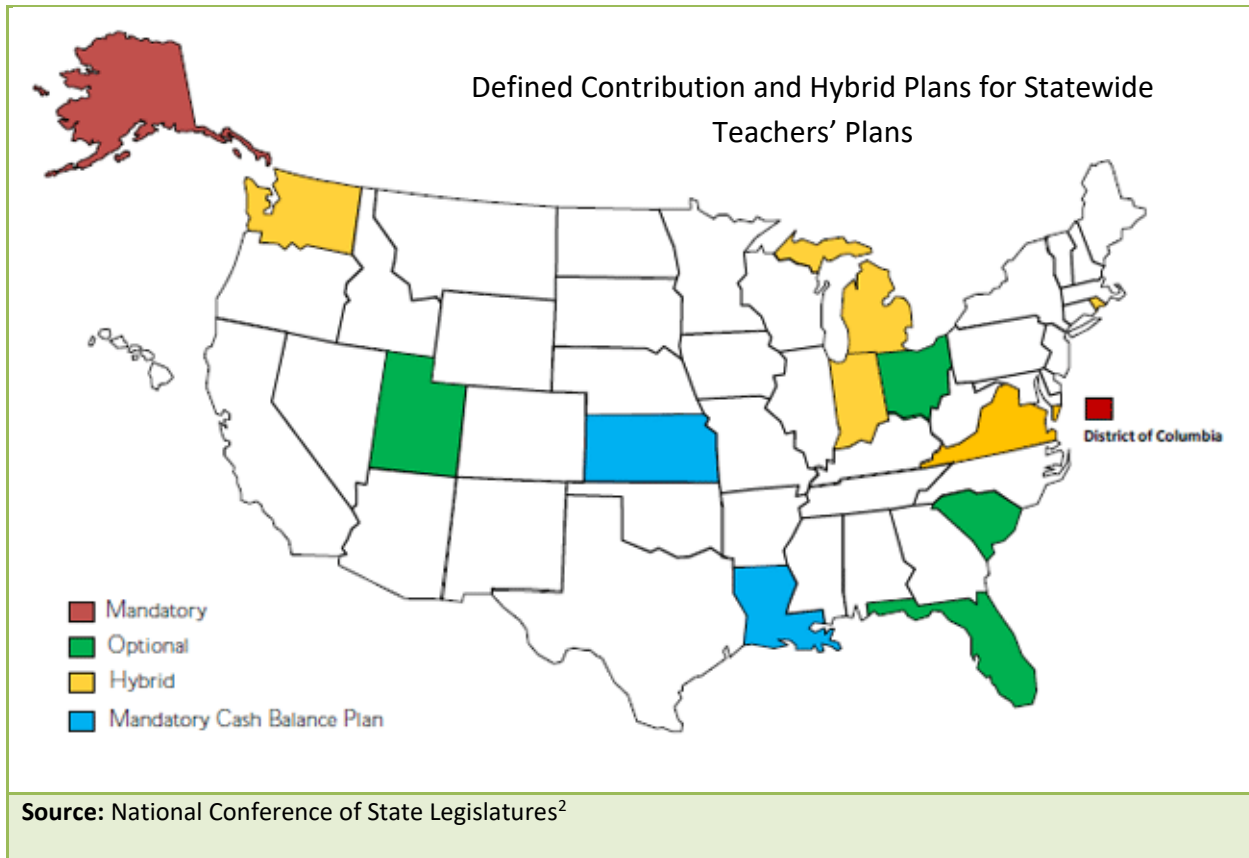 Defined Contribution and Hybrid Plans for Statewide
Teachers’ Plans
District of Columbia
Mandatory
Optional
Hybrid
Mandatory Cash Balance Plan
Source: National Conference of State Legislatures²